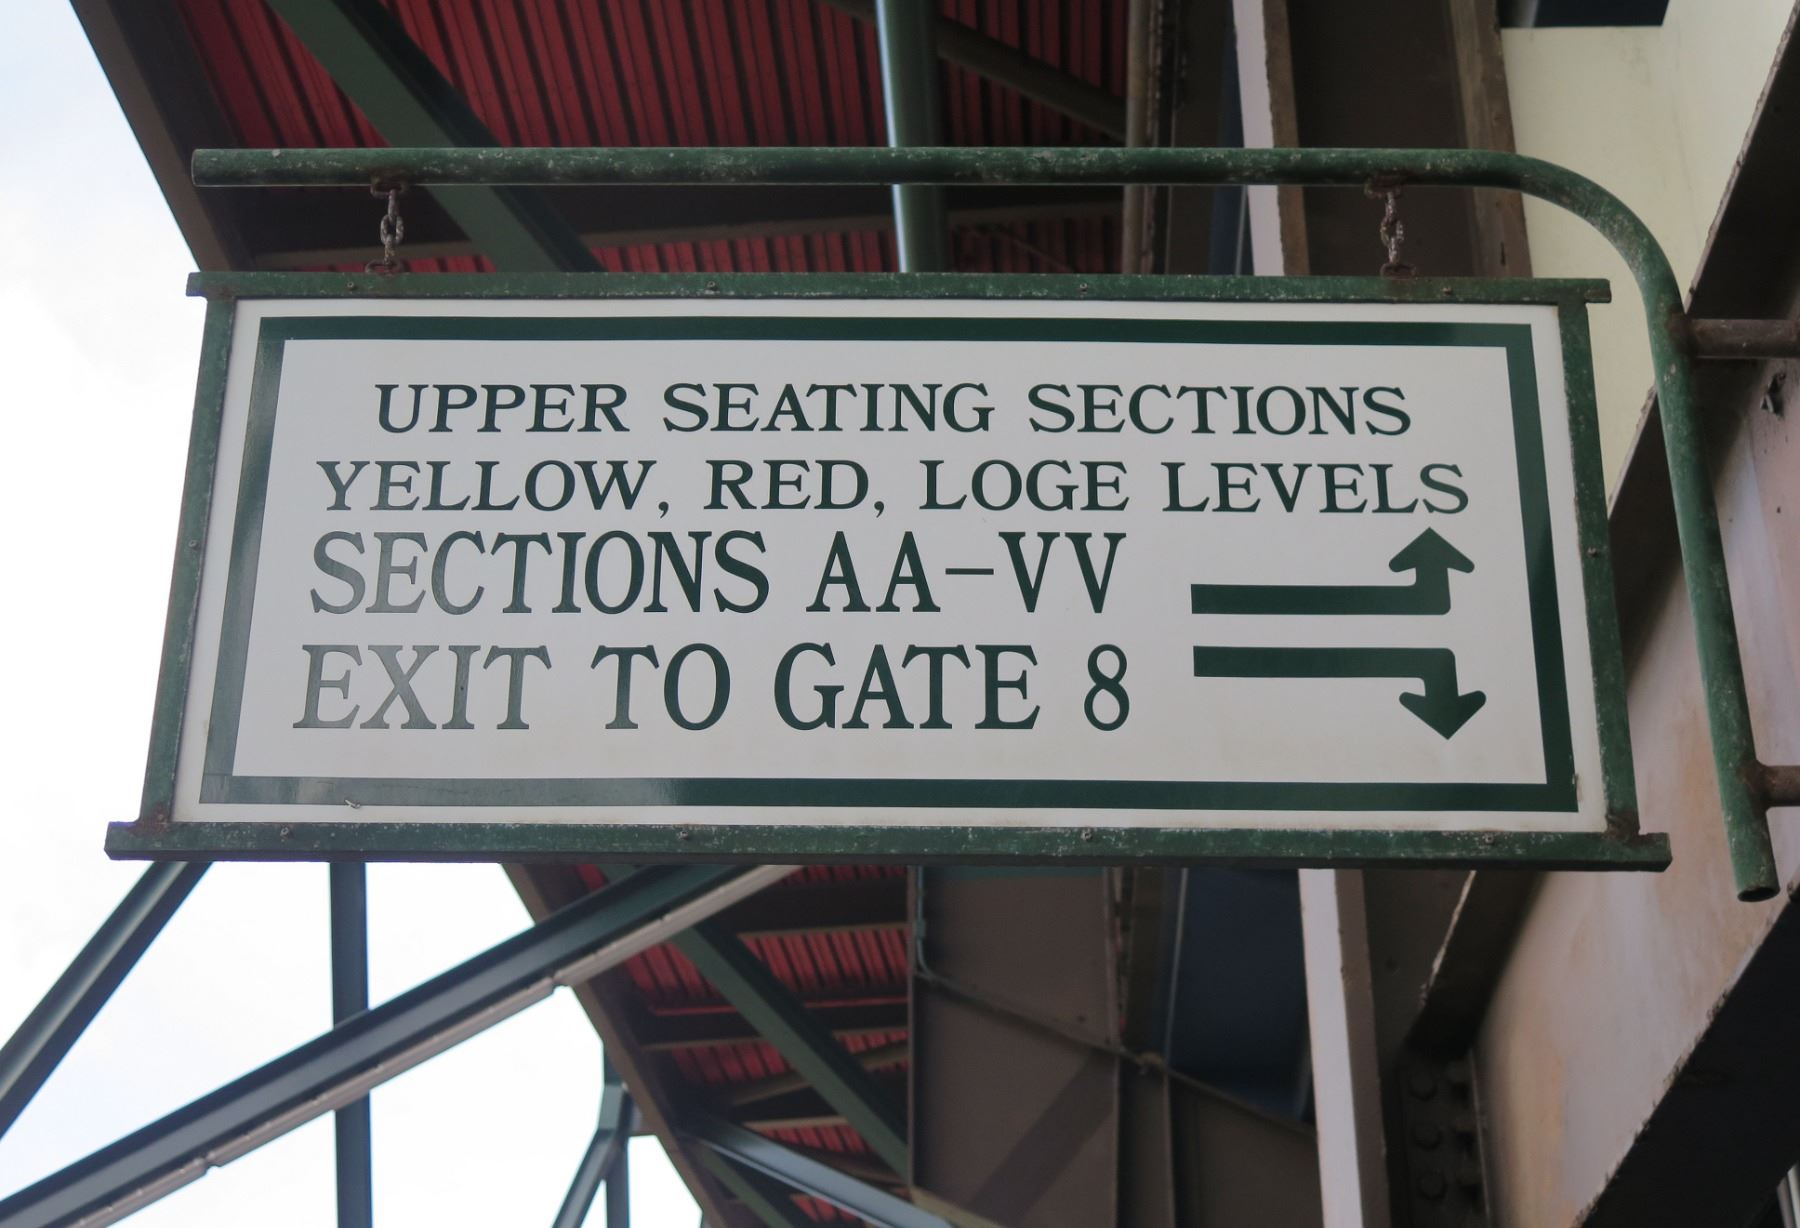 UPPER SEATING SECTIONS
YELLOW, RED, LOGE LEVELS
SECTIONS AA–VV
EXIT TO GATE 8